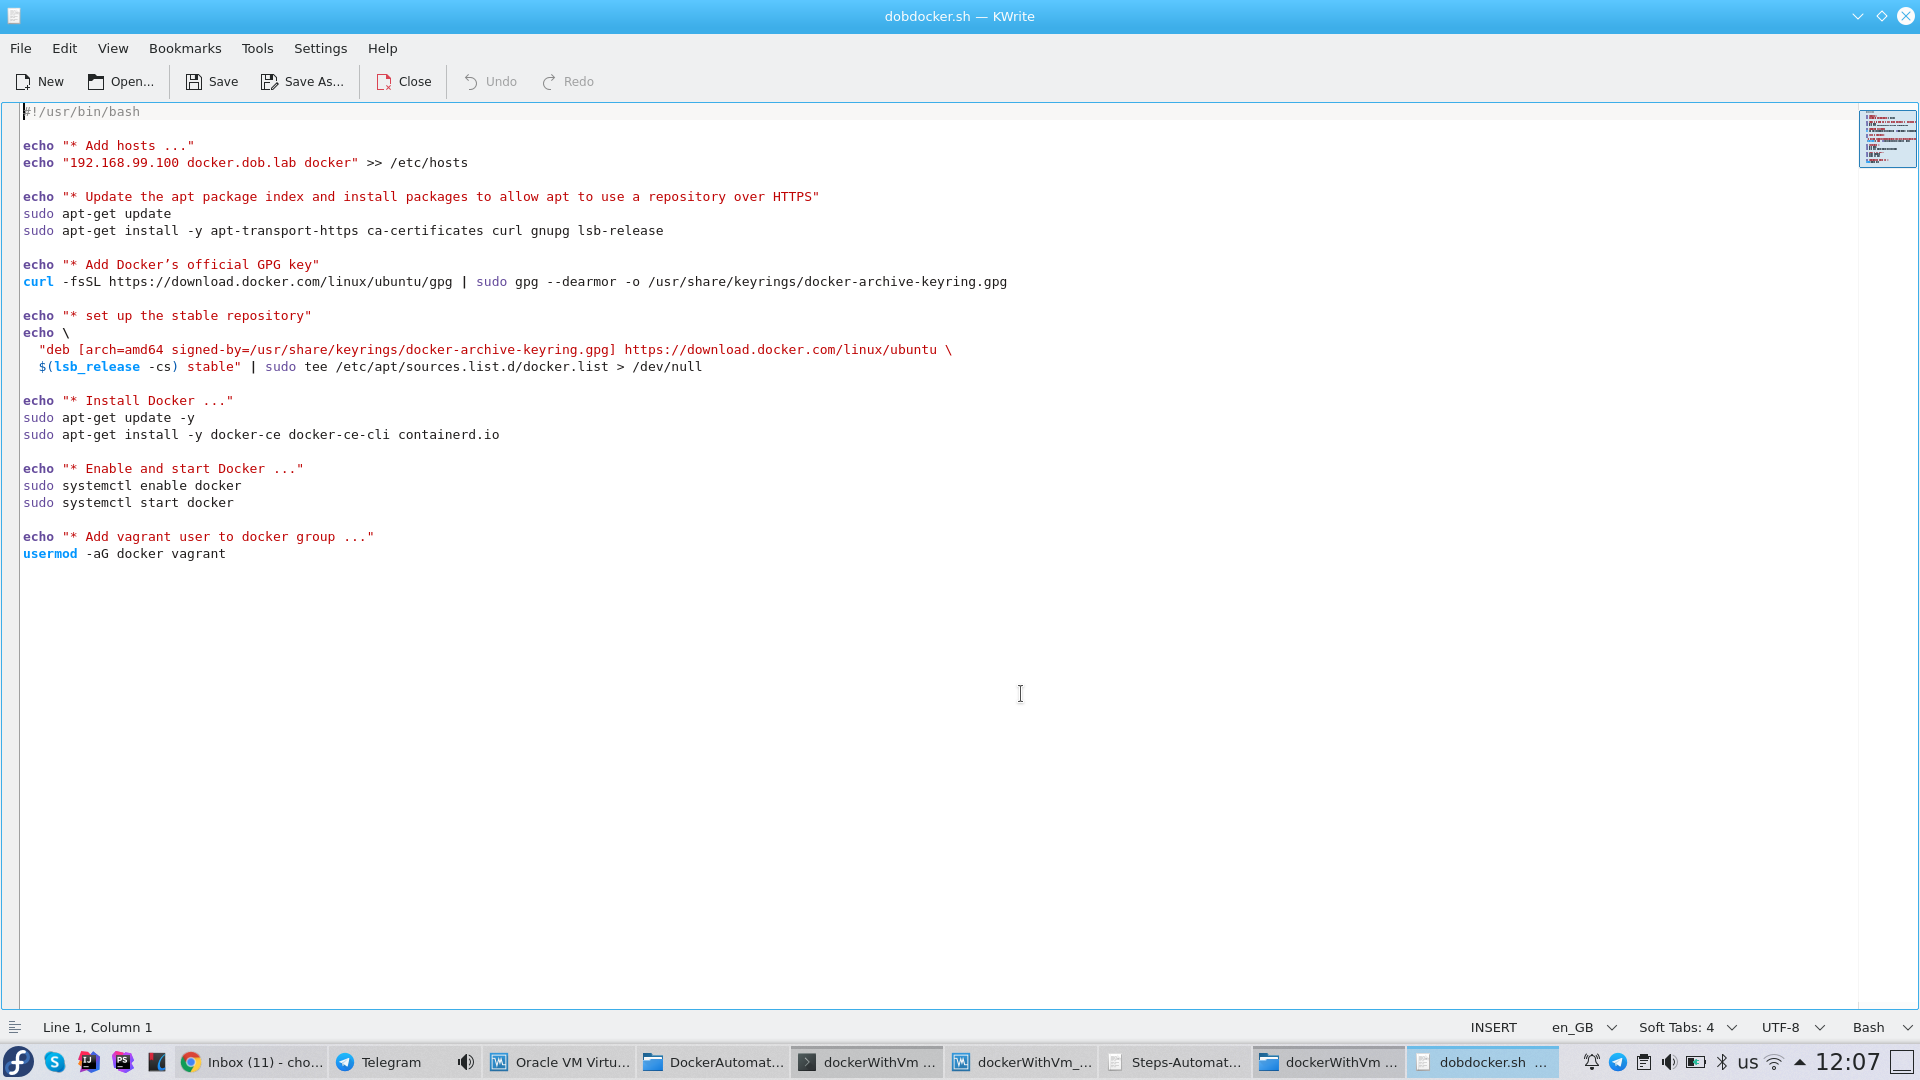 dobdocker.sh — KWrite
File Edit View Bookmarks Tools Settings Help
New Open... Save Save As... Close Undo Redo
#!/usr/bin/bash
echo "* Add hosts ..."
echo "192.168.99.100 docker.dob.lab docker" >> /etc/hosts
echo "* Update the apt package index and install packages to allow apt to use a repository over HTTPS"
sudo apt-get update
sudo apt-get install -y apt-transport-https ca-certificates curl gnupg lsb-release
echo "* Add Docker’s official GPG key"
curl -fsSL https://download.docker.com/linux/ubuntu/gpg | sudo gpg --dearmor -o /usr/share/keyrings/docker-archive-keyring.gpg
echo "* set up the stable repository"
echo \
"deb [arch=amd64 signed-by=/usr/share/keyrings/docker-archive-keyring.gpg] https://download.docker.com/linux/ubuntu \
$(lsb_release -cs) stable" | sudo tee /etc/apt/sources.list.d/docker.list > /dev/null
echo "* Install Docker ..."
sudo apt-get update -y
sudo apt-get install -y docker-ce docker-ce-cli containerd.io
echo "* Enable and start Docker ..."
sudo systemctl enable docker
sudo systemctl start docker
echo "* Add vagrant user to docker group ..."
usermod -aG docker vagrant
Line 1, Column 1 INSERT en_GB Soft Tabs: 4 UTF-8 Bash
Inbox (11) - cho... Telegram Oracle VM Virtu... DockerAutomat... dockerWithVm ... dockerWithVm_... Steps-Automat... dockerWithVm ... dobdocker.sh ... us 12:07